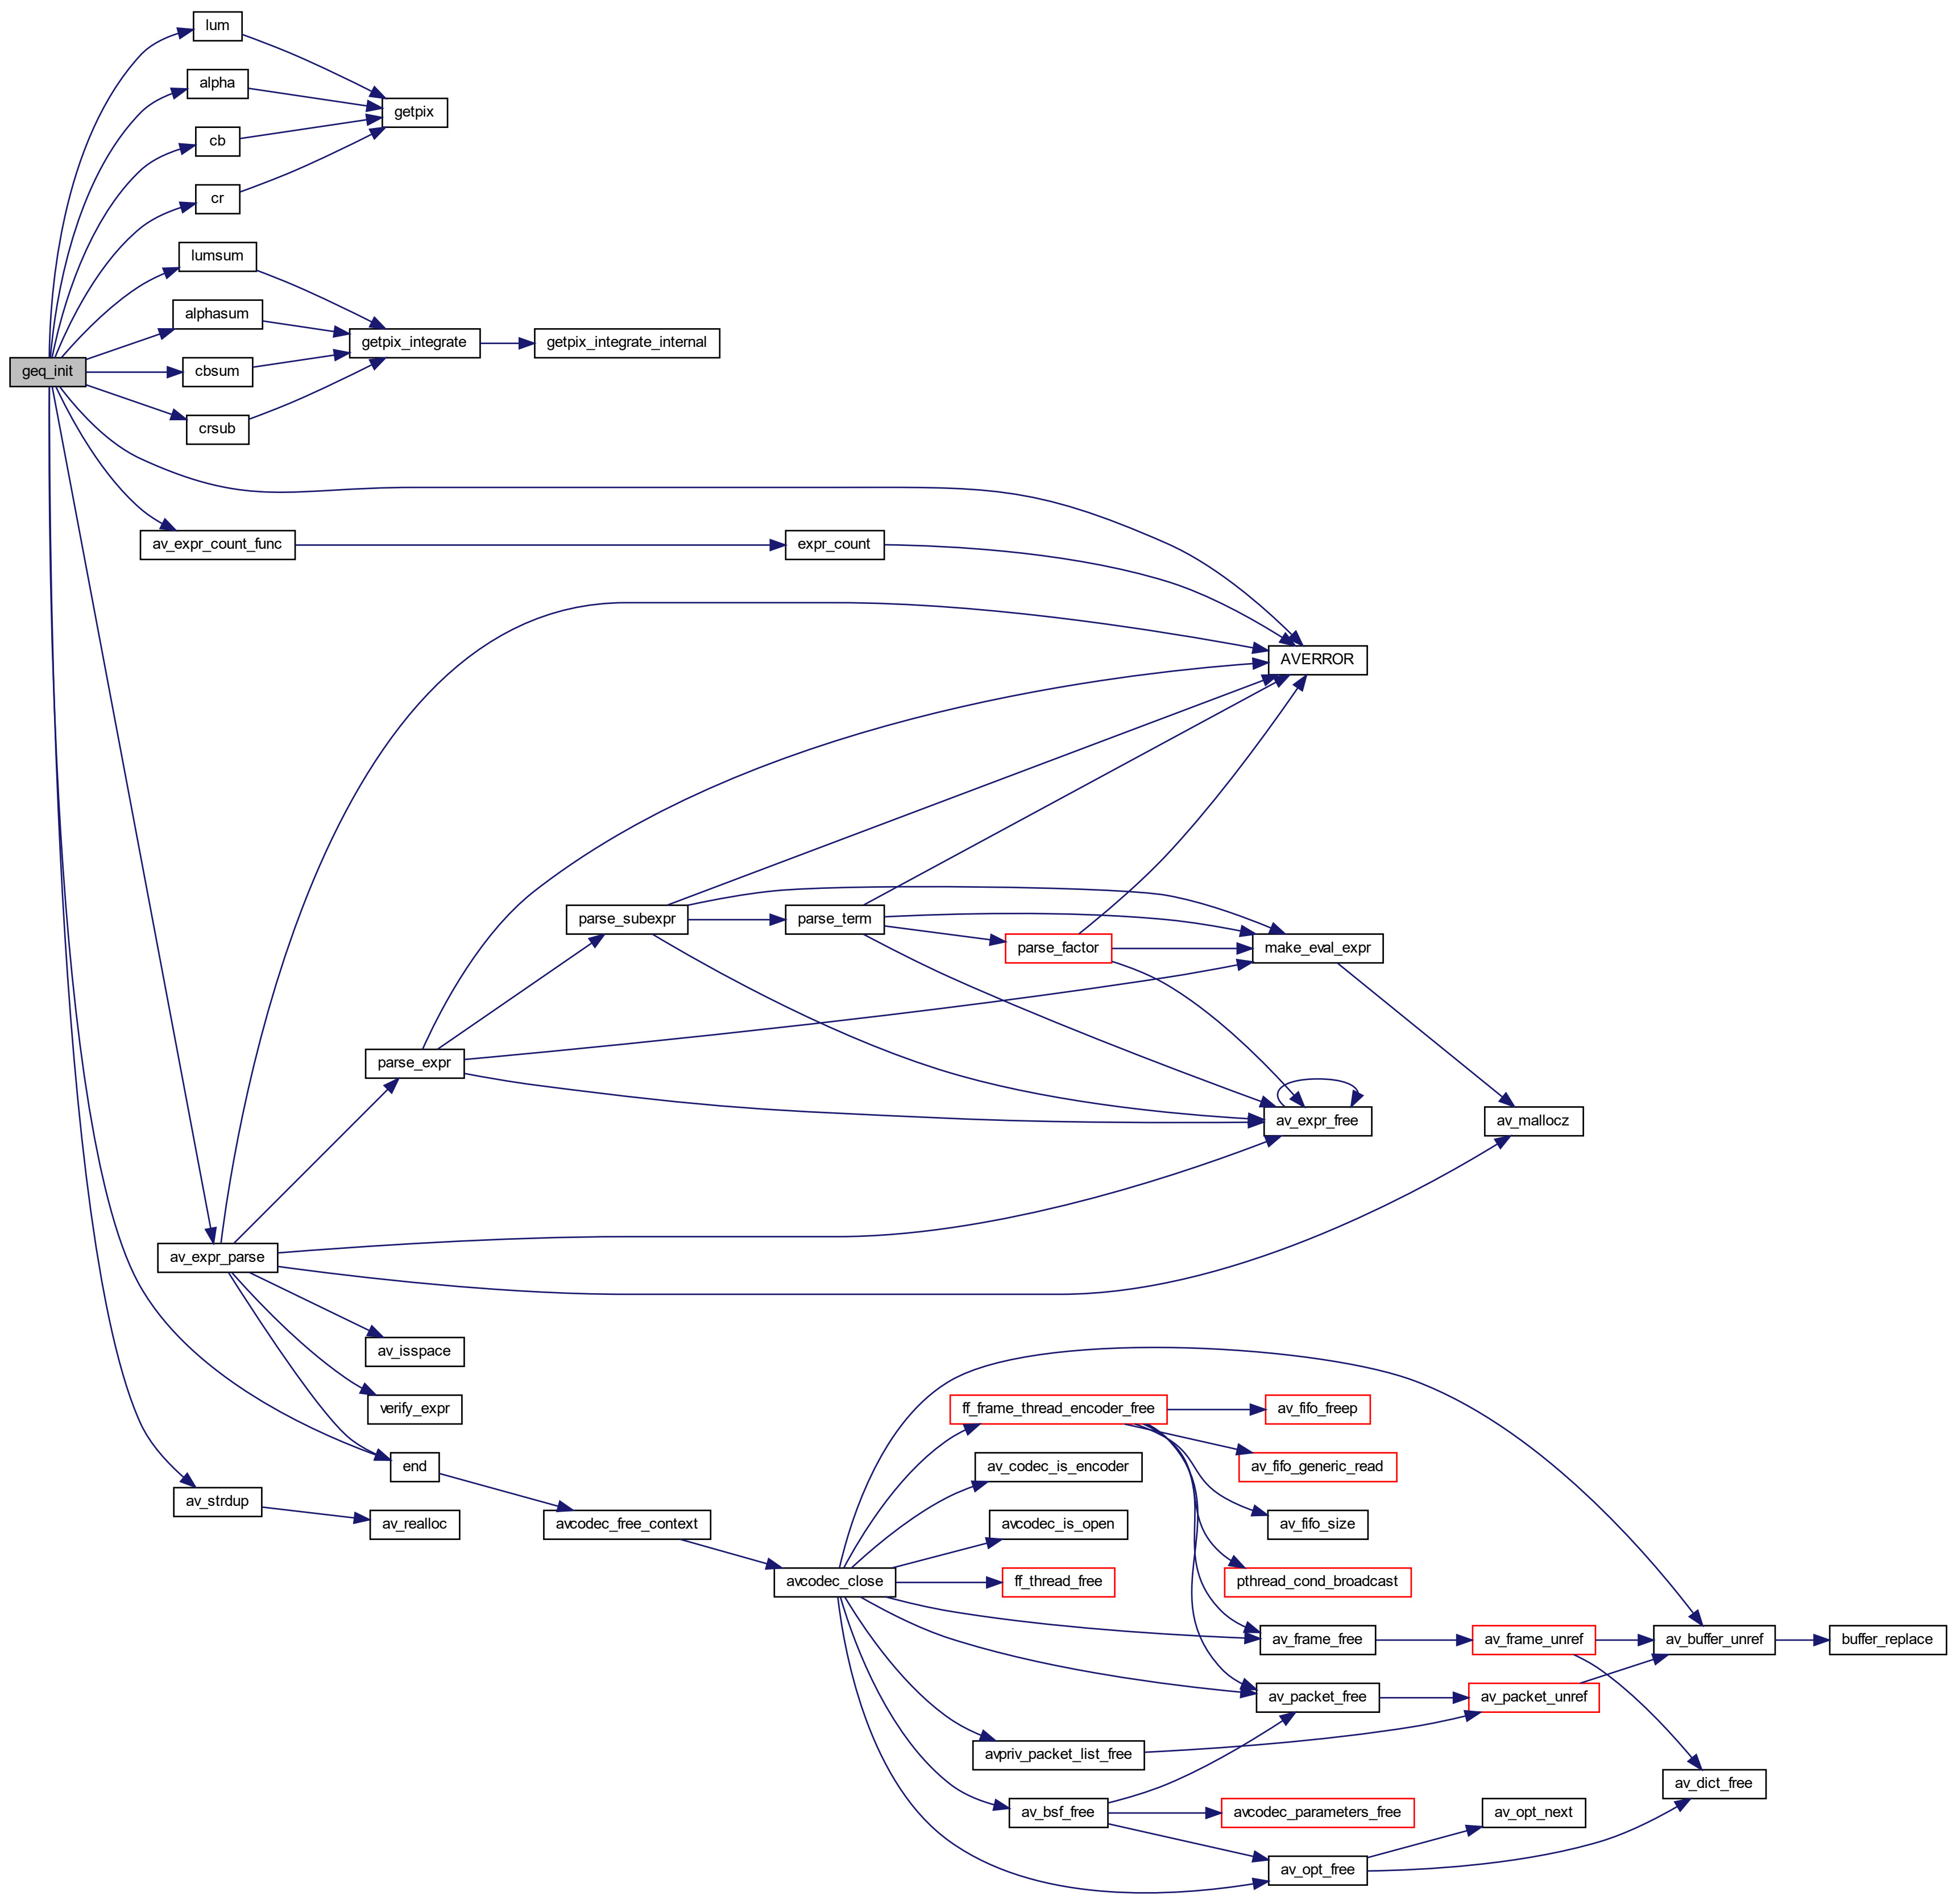 lum
alpha
getpix
cb
cr
lumsum
alphasum
getpix_integrate
getpix_integrate_internal
geq_init
cbsum
crsub
av_expr_count_func
expr_count
AVERROR
parse_subexpr
parse_term
parse_factor
make_eval_expr
parse_expr
av_expr_free
av_mallocz
av_expr_parse
av_isspace
verify_expr
ff_frame_thread_encoder_free
av_fifo_freep
end
av_codec_is_encoder
av_fifo_generic_read
av_strdup
av_realloc
avcodec_free_context
avcodec_is_open
av_fifo_size
avcodec_close
ff_thread_free
pthread_cond_broadcast
av_frame_free
av_frame_unref
av_buffer_unref
buffer_replace
av_packet_free
av_packet_unref
avpriv_packet_list_free
av_dict_free
av_bsf_free
avcodec_parameters_free
av_opt_next
av_opt_free